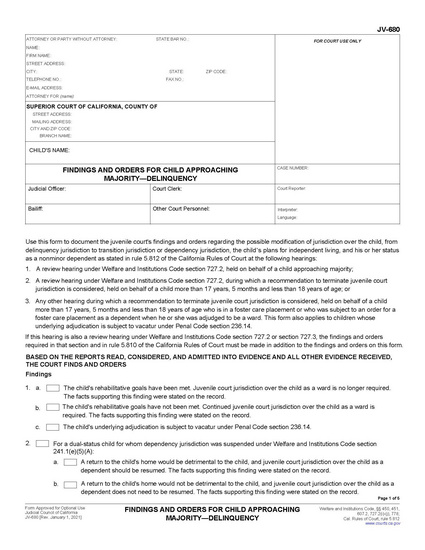 JV-680
ATTORNEY OR PARTY WITHOUT ATTORNEY: STATE BAR NO.: FOR COURT USE ONLY
NAME:
FIRM NAME:
STREET ADDRESS:
CITY: STATE: ZIP CODE:
TELEPHONE NO.: FAX NO.:
E-MAIL ADDRESS:
ATTORNEY FOR (name):
SUPERIOR COURT OF CALIFORNIA, COUNTY OF
STREET ADDRESS:
MAILING ADDRESS:
CITY AND ZIP CODE:
BRANCH NAME:
CHILD'S NAME:
FINDINGS AND ORDERS FOR CHILD APPROACHING
MAJORITY—DELINQUENCY
CASE NUMBER:
Judicial Officer: Court Clerk: Court Reporter:
Bailiff: Other Court Personnel: Interpreter:
Language:
Use this form to document the juvenile court's findings and orders regarding the possible modification of jurisdiction over the child, from
delinquency jurisdiction to transition jurisdiction or dependency jurisdiction, the child's plans for independent living, and his or her status
as a nonminor dependent as stated in rule 5.812 of the California Rules of Court at the following hearings:
1. A review hearing under Welfare and Institutions Code section 727.2, held on behalf of a child approaching majority;
2. A review hearing under Welfare and Institutions Code section 727.2, during which a recommendation to terminate juvenile court
jurisdiction is considered, held on behalf of a child more than 17 years, 5 months and less than 18 years of age; or
3. Any other hearing during which a recommendation to terminate juvenile court jurisdiction is considered, held on behalf of a child
more than 17 years, 5 months and less than 18 years of age who is in a foster care placement or who was subject to an order for a
foster care placement as a dependent when he or she was adjudged to be a ward. This form also applies to children whose
underlying adjudication is subject to vacatur under Penal Code section 236.14.
If this hearing is also a review hearing under Welfare and Institutions Code section 727.2 or section 727.3, the findings and orders
required in that section and in rule 5.810 of the California Rules of Court must be made in addition to the findings and orders on this form.
BASED ON THE REPORTS READ, CONSIDERED, AND ADMITTED INTO EVIDENCE AND ALL OTHER EVIDENCE RECEIVED,
THE COURT FINDS AND ORDERS
Findings
1. a. The child's rehabilitative goals have been met. Juvenile court jurisdiction over the child as a ward is no longer required.
The facts supporting this finding were stated on the record.
b. The child's rehabilitative goals have not been met. Continued juvenile court jurisdiction over the child as a ward is
required. The facts supporting this finding were stated on the record.
c. The child's underlying adjudication is subject to vacatur under Penal Code section 236.14.
2. For a dual-status child for whom dependency jurisdiction was suspended under Welfare and Institutions Code section
241.1(e)(5)(A):
a. A return to the child's home would be detrimental to the child, and juvenile court jurisdiction over the child as a
dependent should be resumed. The facts supporting this finding were stated on the record.
b. A return to the child's home would not be detrimental to the child, and juvenile court jurisdiction over the child as a
dependent does not need to be resumed. The facts supporting this finding were stated on the record.
Page 1 of 6
Form Approved for Optional Use
Judicial Council of California
JV-680 [Rev. January 1, 2021]
FINDINGS AND ORDERS FOR CHILD APPROACHING
MAJORITY—DELINQUENCY
Welfare and Institutions Code, §§ 450, 451,
Cal. Rules of Court, rule 5.812
www.courts.ca.gov